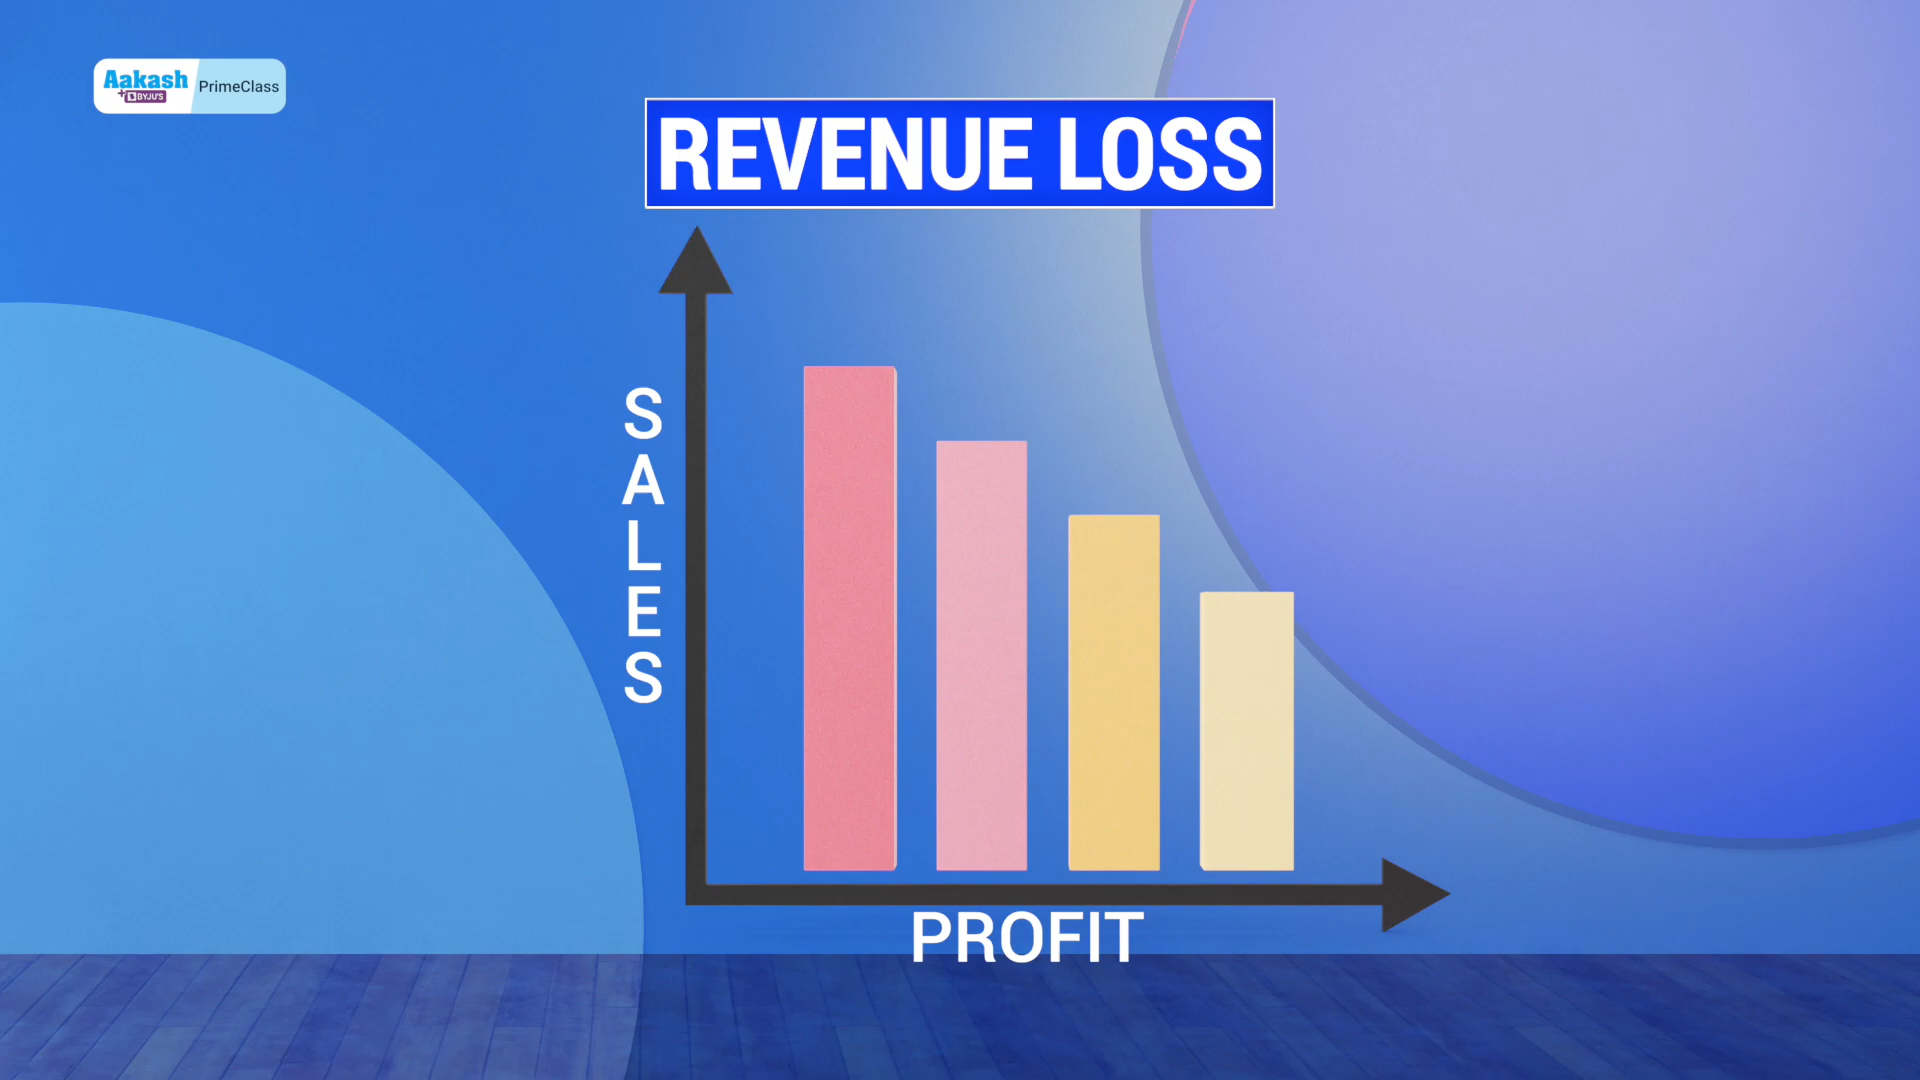 Aakash
+BYJU'S
PrimeClass
REVENUE LOSS
SALES
PROFIT